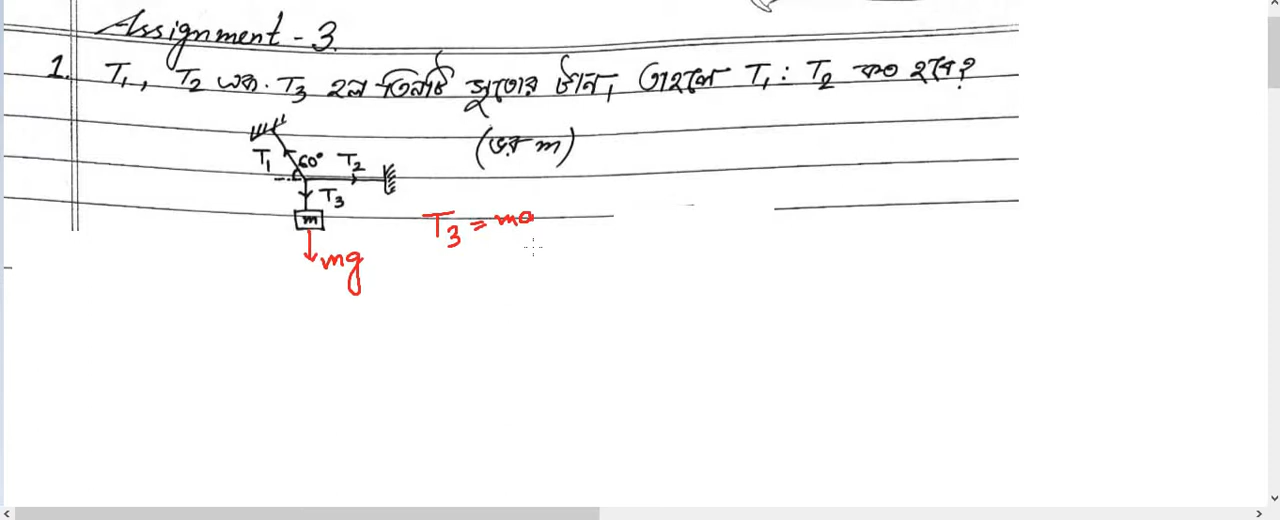 Assignment - 3.
1. T₁, T₂ এবং T₃ হল তিনটি সুতোর টান, তাহলে T₁ : T₂ কত হবে?
(ভর m)
T₁ 60° T₂
T₃
m
T₃ = mg
mg